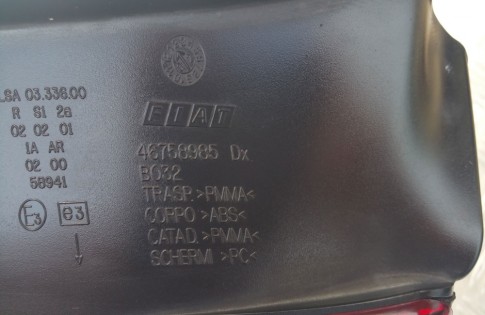 LSA 03.336.00
R S1 2a
02 02 01
1A AR
02 00
58941
E3 e3
FIAT
46758985 Dx
B032
TRASP. >PMMA<
CORPO >ABS<
CATAD. >PMMA<
SCHERMI >PC<